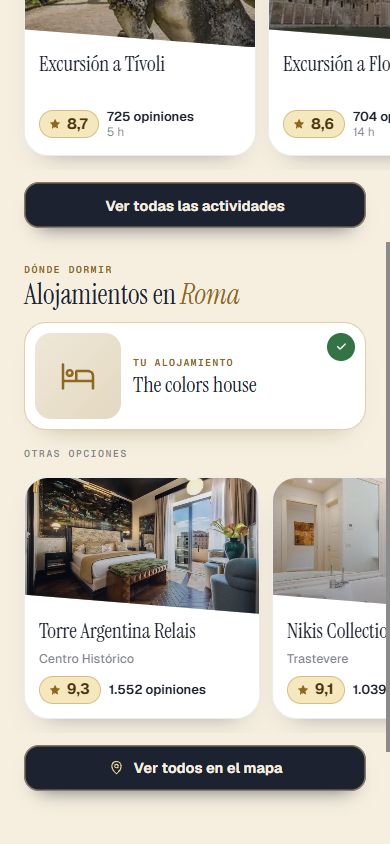 Excursión a Tívoli
8,7
725 opiniones
5 h
Excursión a Flo
8,6
704 op
14 h
Ver todas las actividades
DÓNDE DORMIR
Alojamientos en Roma
TU ALOJAMIENTO
The colors house
OTRAS OPCIONES
Torre Argentina Relais
Centro Histórico
9,3
1.552 opiniones
Nikis Collectio
Trastevere
9,1
1.039
Ver todos en el mapa